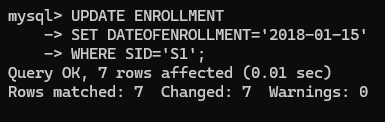 mysql> UPDATE ENROLLMENT
    -> SET DATEOFENROLLMENT='2018-01-15'
    -> WHERE SID='S1';
Query OK, 7 rows affected (0.01 sec)
Rows matched: 7  Changed: 7  Warnings: 0